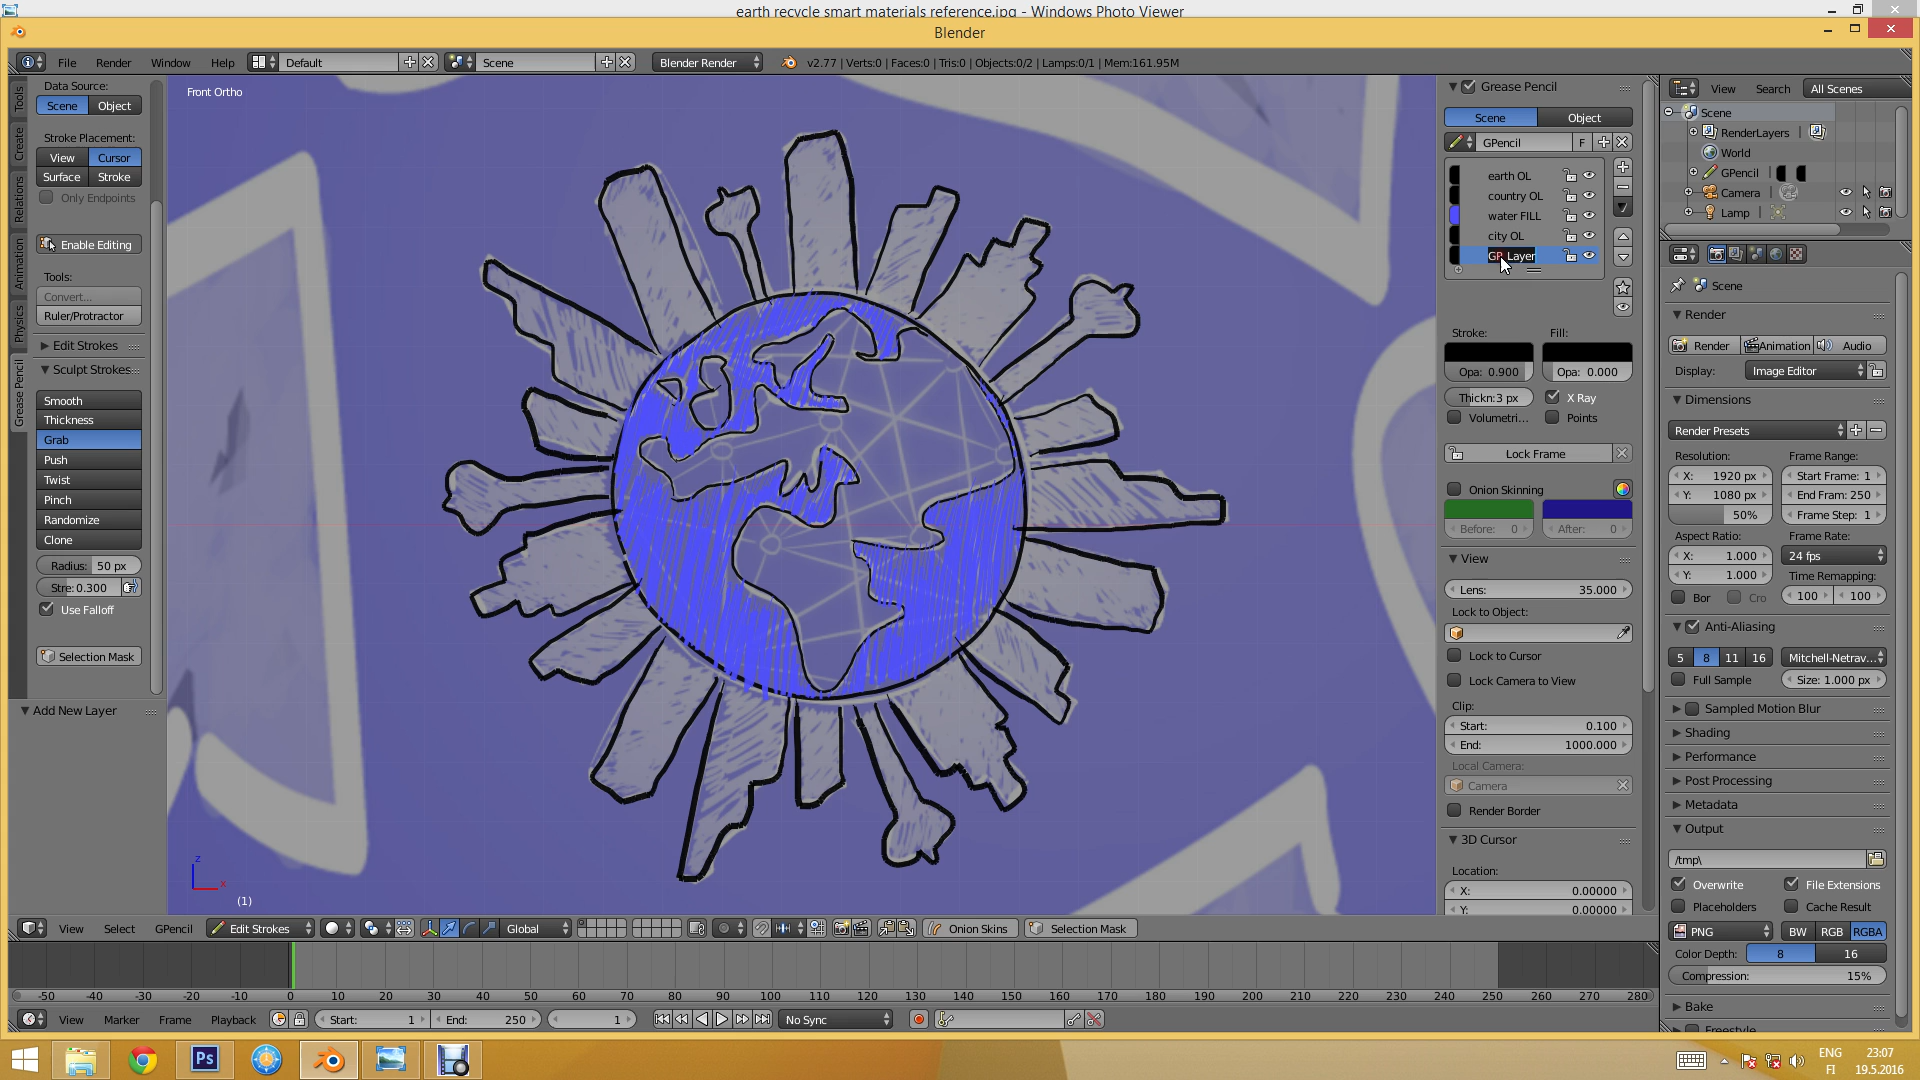 earth recycle smart materials reference.jpg - Windows Photo Viewer
Blender
File Render Window Help Default Scene Blender Render v2.77 | Verts:0 | Faces:0 | Tris:0 | Objects:0/2 | Lamps:0/1 | Mem:161.95M
Tools
Create
Relations
Animation
Physics
Grease Pencil
Data Source:
Scene Object
Stroke Placement:
View Cursor
Surface Stroke
Only Endpoints
Enable Editing
Tools:
Convert...
Ruler/Protractor
Edit Strokes
Sculpt Strokes
Smooth
Thickness
Grab
Push
Twist
Pinch
Randomize
Clone
Radius: 50 px
Stre: 0.300
Use Falloff
Selection Mask
Add New Layer
Front Ortho
z
x
(1)
Grease Pencil
Scene Object
GPencil F
earth OL
country OL
water FILL
city OL
GP_Layer
Stroke: Fill:
Opa: 0.900 Opa: 0.000
Thickn:3 px X Ray
Volumetri... Points
Lock Frame
Onion Skinning
Before: 0 After: 0
View
Lens: 35.000
Lock to Object:
Lock to Cursor
Lock Camera to View
Clip:
Start: 0.100
End: 1000.000
Local Camera:
Camera
Render Border
3D Cursor
Location:
X: 0.00000
Y: 0.00000
View Search All Scenes
Scene
RenderLayers
World
GPencil
Camera
Lamp
Scene
Render
Render Animation Audio
Display: Image Editor
Dimensions
Render Presets
Resolution: Frame Range:
X: 1920 px Start Frame: 1
Y: 1080 px End Fram: 250
50% Frame Step: 1
Aspect Ratio: Frame Rate:
X: 1.000 24 fps
Y: 1.000 Time Remapping:
Bor Cro 100 100
Anti-Aliasing
5 8 11 16 Mitchell-Netrav...
Full Sample Size: 1.000 px
Sampled Motion Blur
Shading
Performance
Post Processing
Metadata
Output
/tmp\
Overwrite File Extensions
Placeholders Cache Result
PNG BW RGB RGBA
Color Depth: 8 16
Compression: 15%
Bake
Freestyle
View Select GPencil Edit Strokes Global Onion Skins Selection Mask
-50 -40 -30 -20 -10 0 10 20 30 40 50 60 70 80 90 100 110 120 130 140 150 160 170 180 190 200 210 220 230 240 250 260 270 280
View Marker Frame Playback Start: 1 End: 250 1 No Sync
Ps
ENG 23:07
FI 19.5.2016